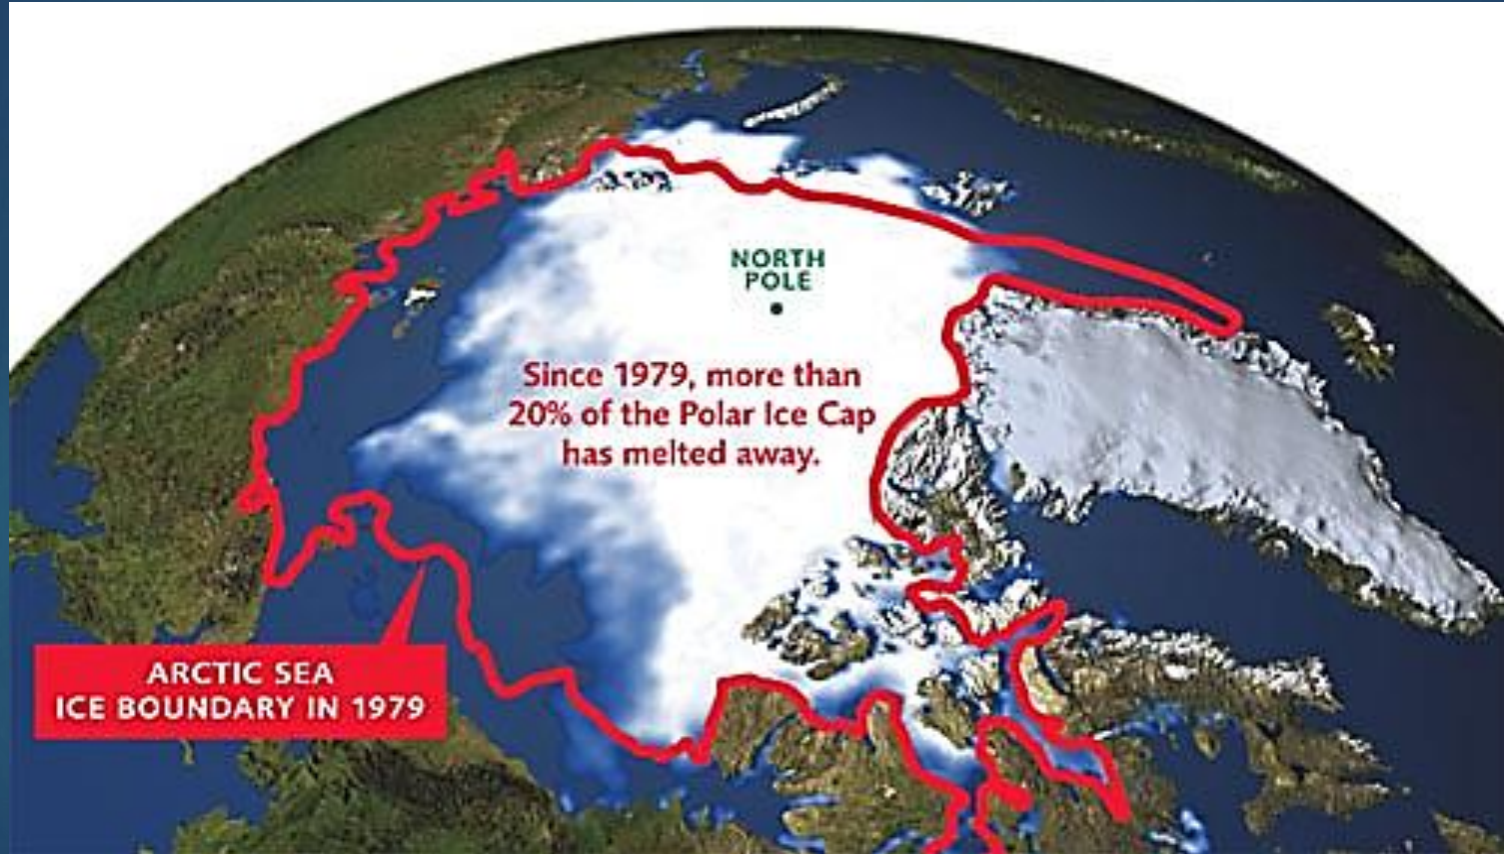 NORTH
POLE
Since 1979, more than
20% of the Polar Ice Cap
has melted away.
ARCTIC SEA
ICE BOUNDARY IN 1979